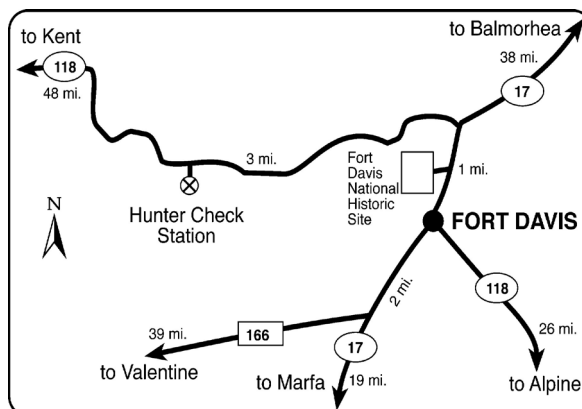 to Balmorhea
to Kent
38 mi.
118
17
48 mi.
Fort
Davis
National
Historic
Site
3 mi.
1 mi.
N
Hunter Check
Station
FORT DAVIS
118
2 mi.
166
39 mi.
17
26 mi.
to Valentine
to Marfa
19 mi.
to Alpine